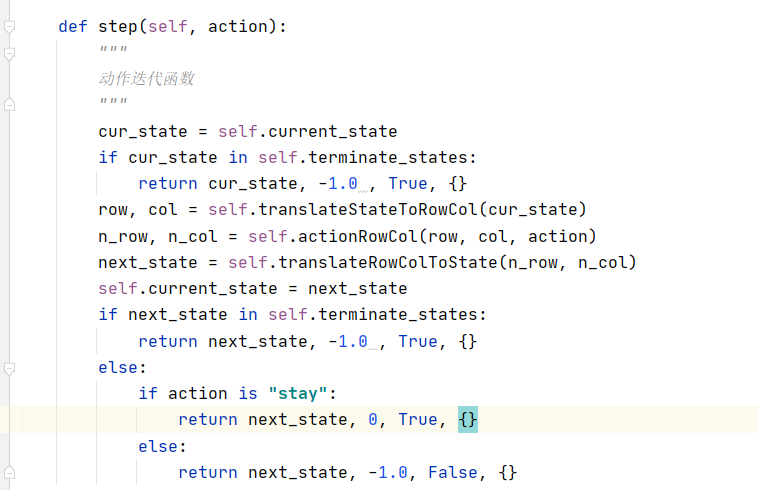 def step(self, action):
    """
    动作迭代函数
    """
    cur_state = self.current_state
    if cur_state in self.terminate_states:
        return cur_state, -1.0 , True, {}
    row, col = self.translateStateToRowCol(cur_state)
    n_row, n_col = self.actionRowCol(row, col, action)
    next_state = self.translateRowColToState(n_row, n_col)
    self.current_state = next_state
    if next_state in self.terminate_states:
        return next_state, -1.0 , True, {}
    else:
        if action is "stay":
            return next_state, 0, True, {}
        else:
            return next_state, -1.0, False, {}